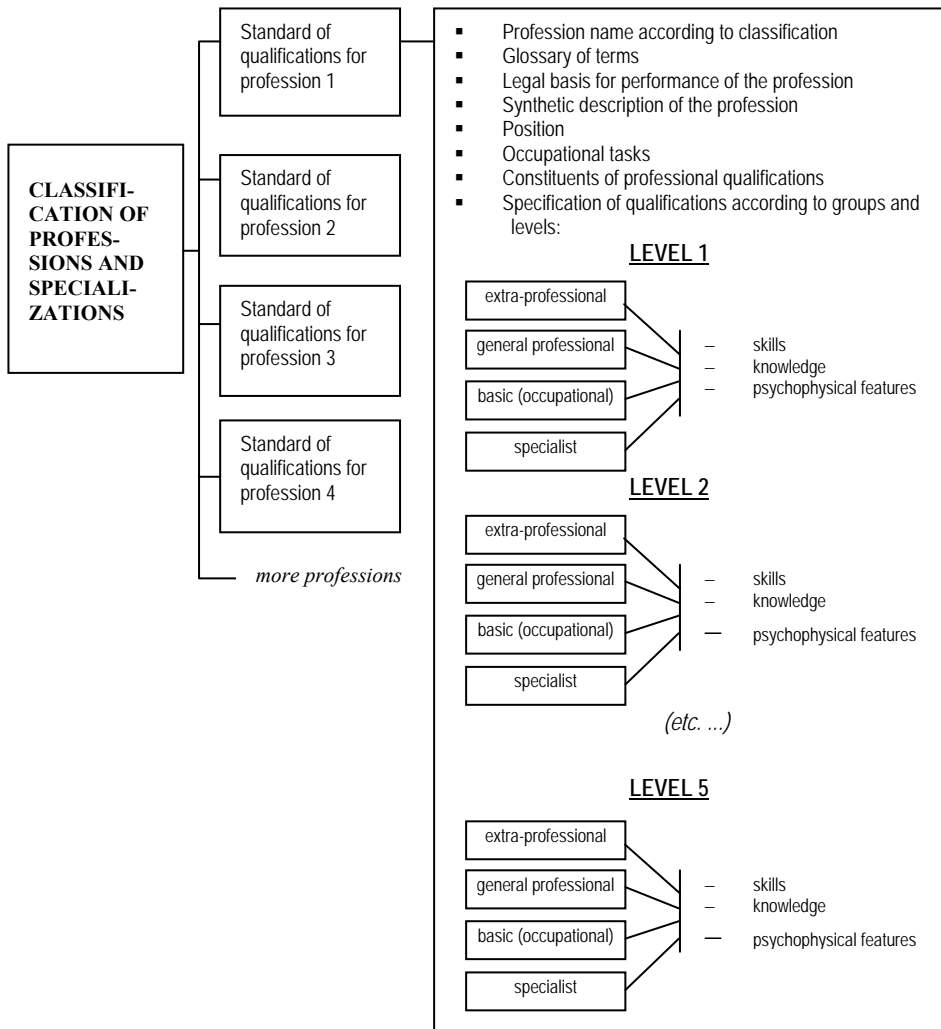 CLASSIFI-
CATION OF
PROFES-
SIONS AND
SPECIALI-
ZATIONS
Standard of
qualifications for
profession 1
Standard of
qualifications for
profession 2
Standard of
qualifications for
profession 3
Standard of
qualifications for
profession 4
more professions
▪ Profession name according to classification
▪ Glossary of terms
▪ Legal basis for performance of the profession
▪ Synthetic description of the profession
▪ Position
▪ Occupational tasks
▪ Constituents of professional qualifications
▪ Specification of qualifications according to groups and
levels:
LEVEL 1
extra-professional
general professional
basic (occupational)
specialist
– skills
– knowledge
– psychophysical features
LEVEL 2
extra-professional
general professional
basic (occupational)
specialist
– skills
– knowledge
— psychophysical features
(etc. ...)
LEVEL 5
extra-professional
general professional
basic (occupational)
specialist
– skills
– knowledge
— psychophysical features